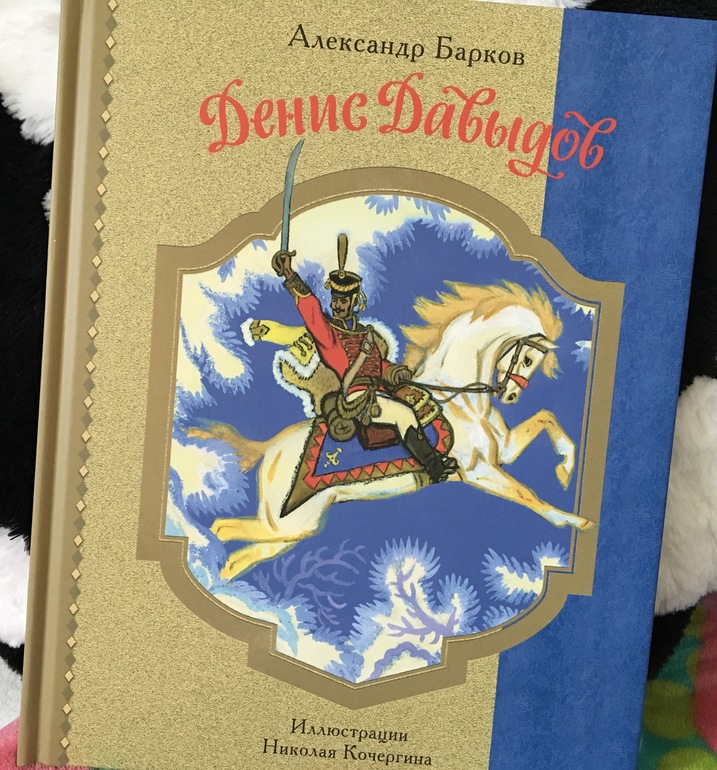 Александр Барков
Денис Давыдов
Иллюстрации
Николая Кочергина